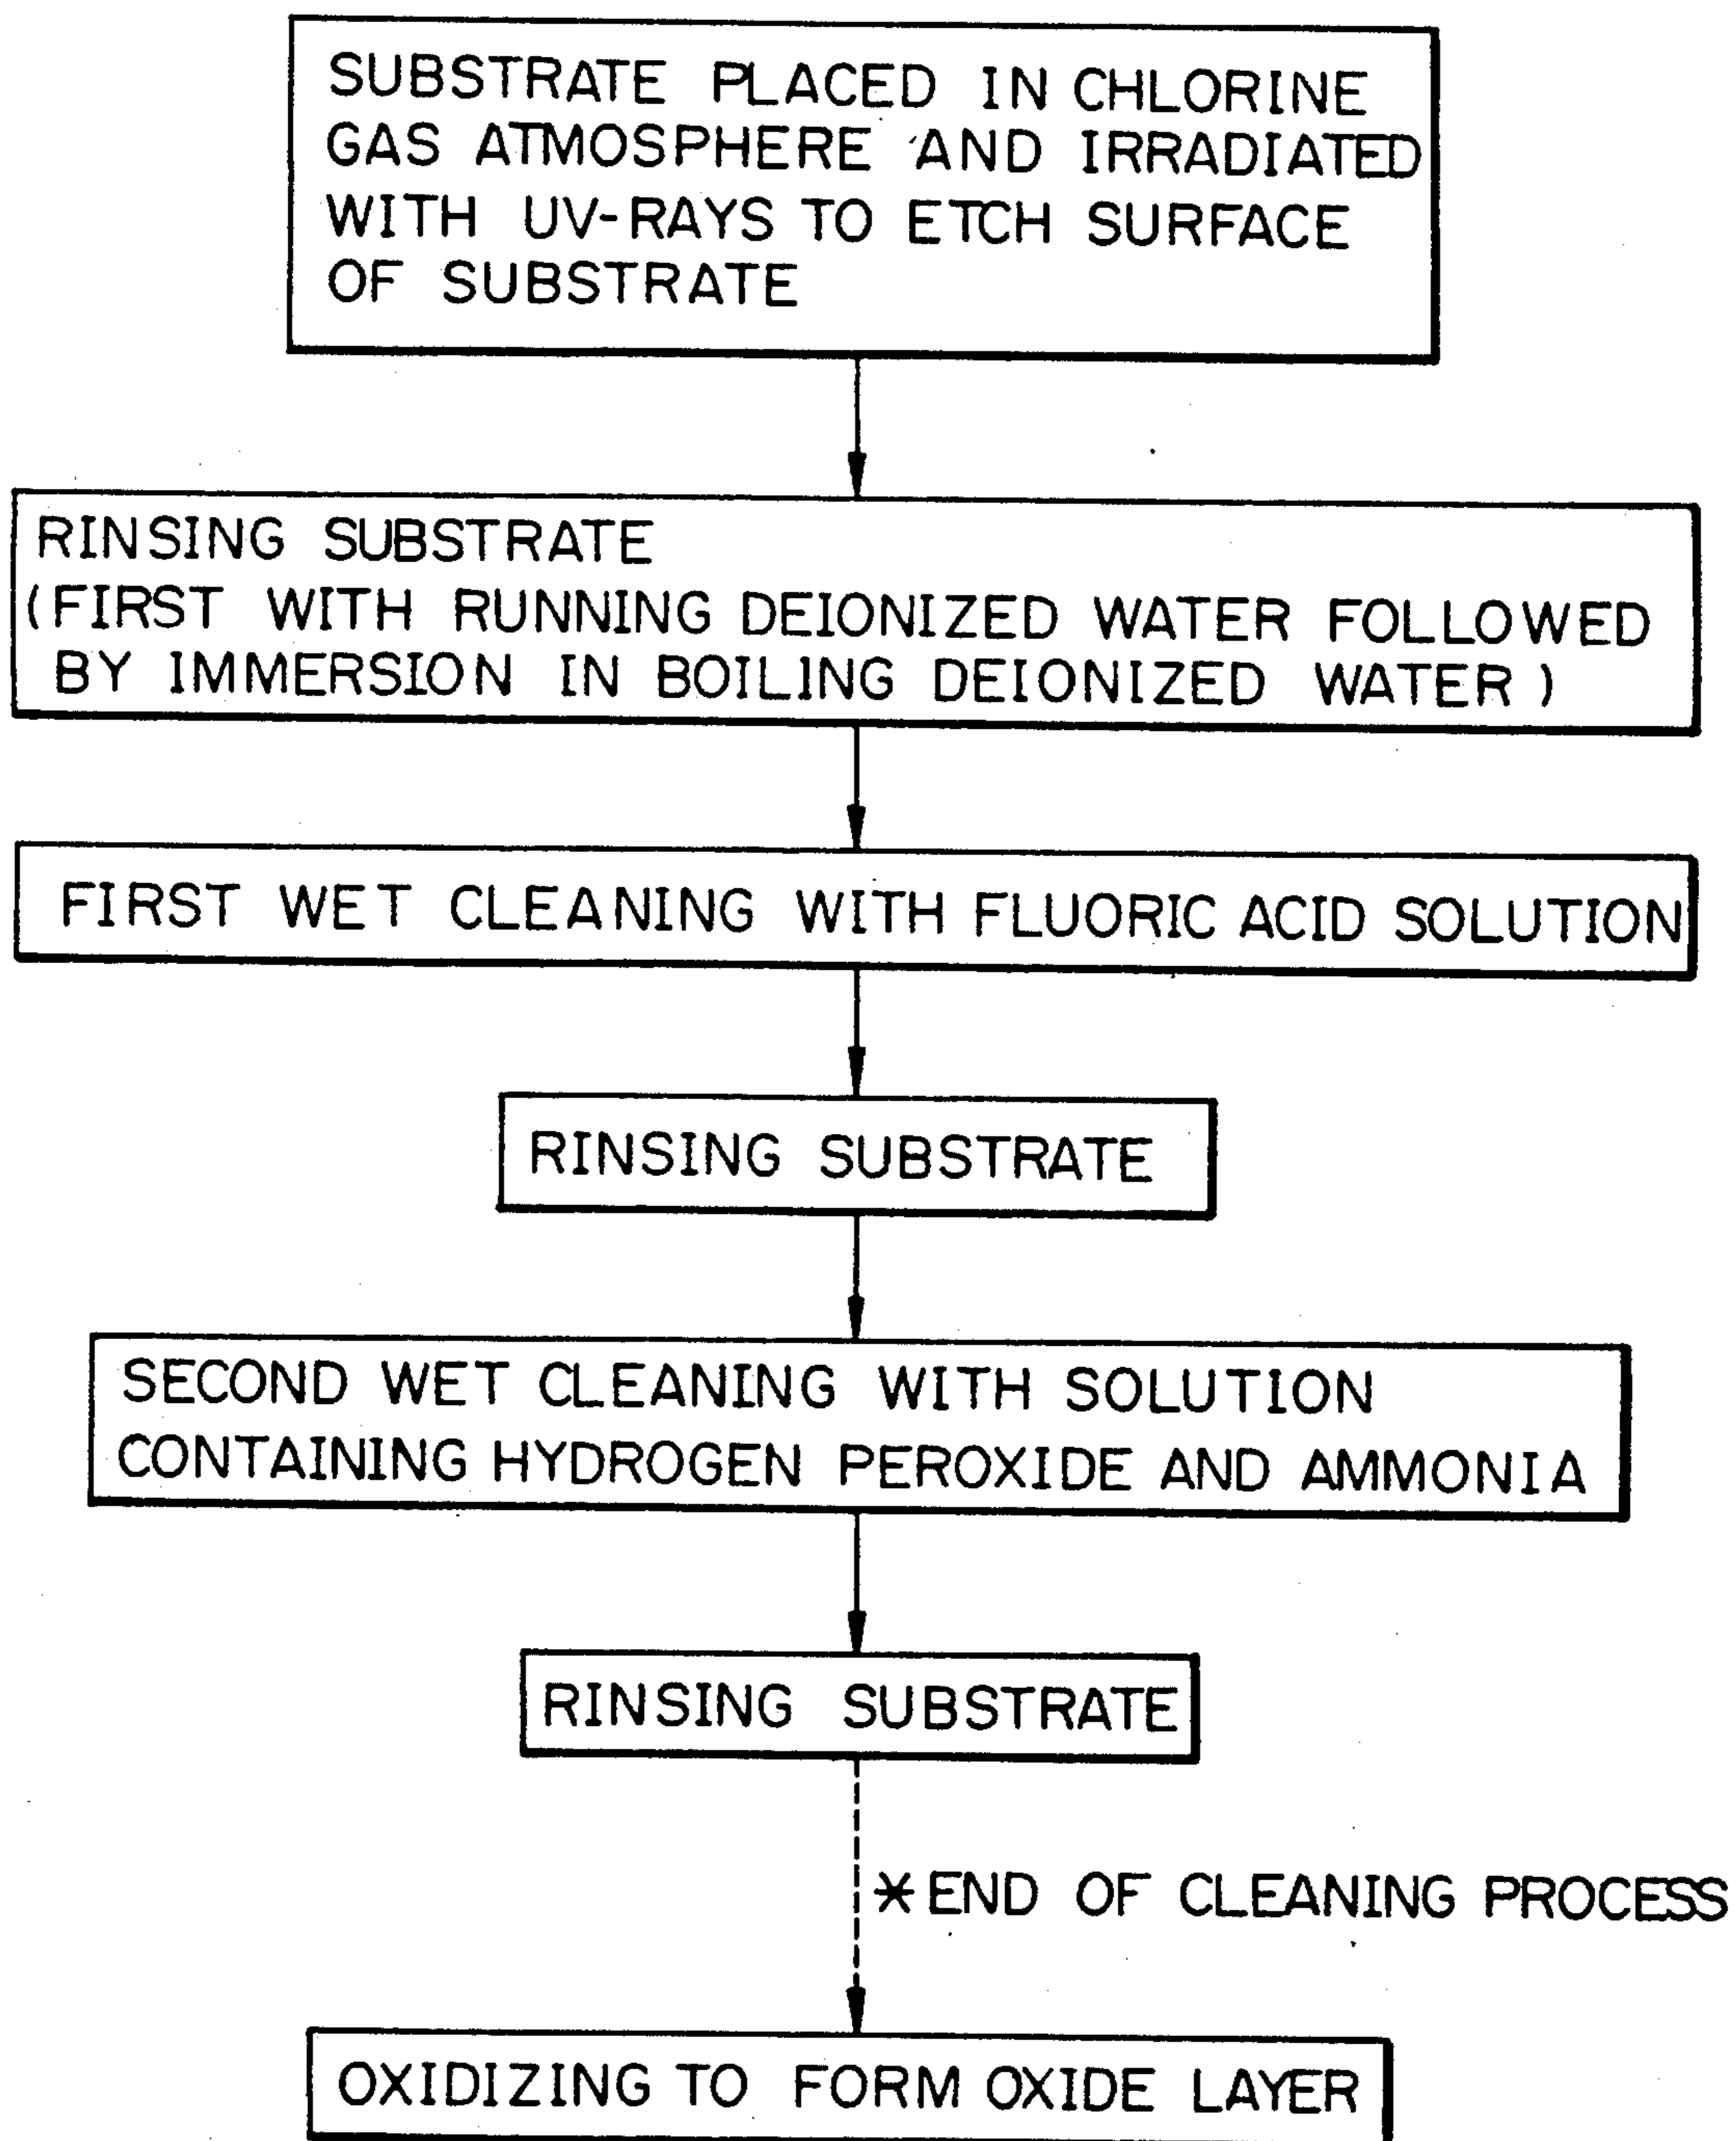 SUBSTRATE PLACED IN CHLORINE
GAS ATMOSPHERE AND IRRADIATED
WITH UV-RAYS TO ETCH SURFACE
OF SUBSTRATE
RINSING SUBSTRATE
(FIRST WITH RUNNING DEIONIZED WATER FOLLOWED
BY IMMERSION IN BOILING DEIONIZED WATER)
FIRST WET CLEANING WITH FLUORIC ACID SOLUTION
RINSING SUBSTRATE
SECOND WET CLEANING WITH SOLUTION
CONTAINING HYDROGEN PEROXIDE AND AMMONIA
RINSING SUBSTRATE
*END OF CLEANING PROCESS
OXIDIZING TO FORM OXIDE LAYER